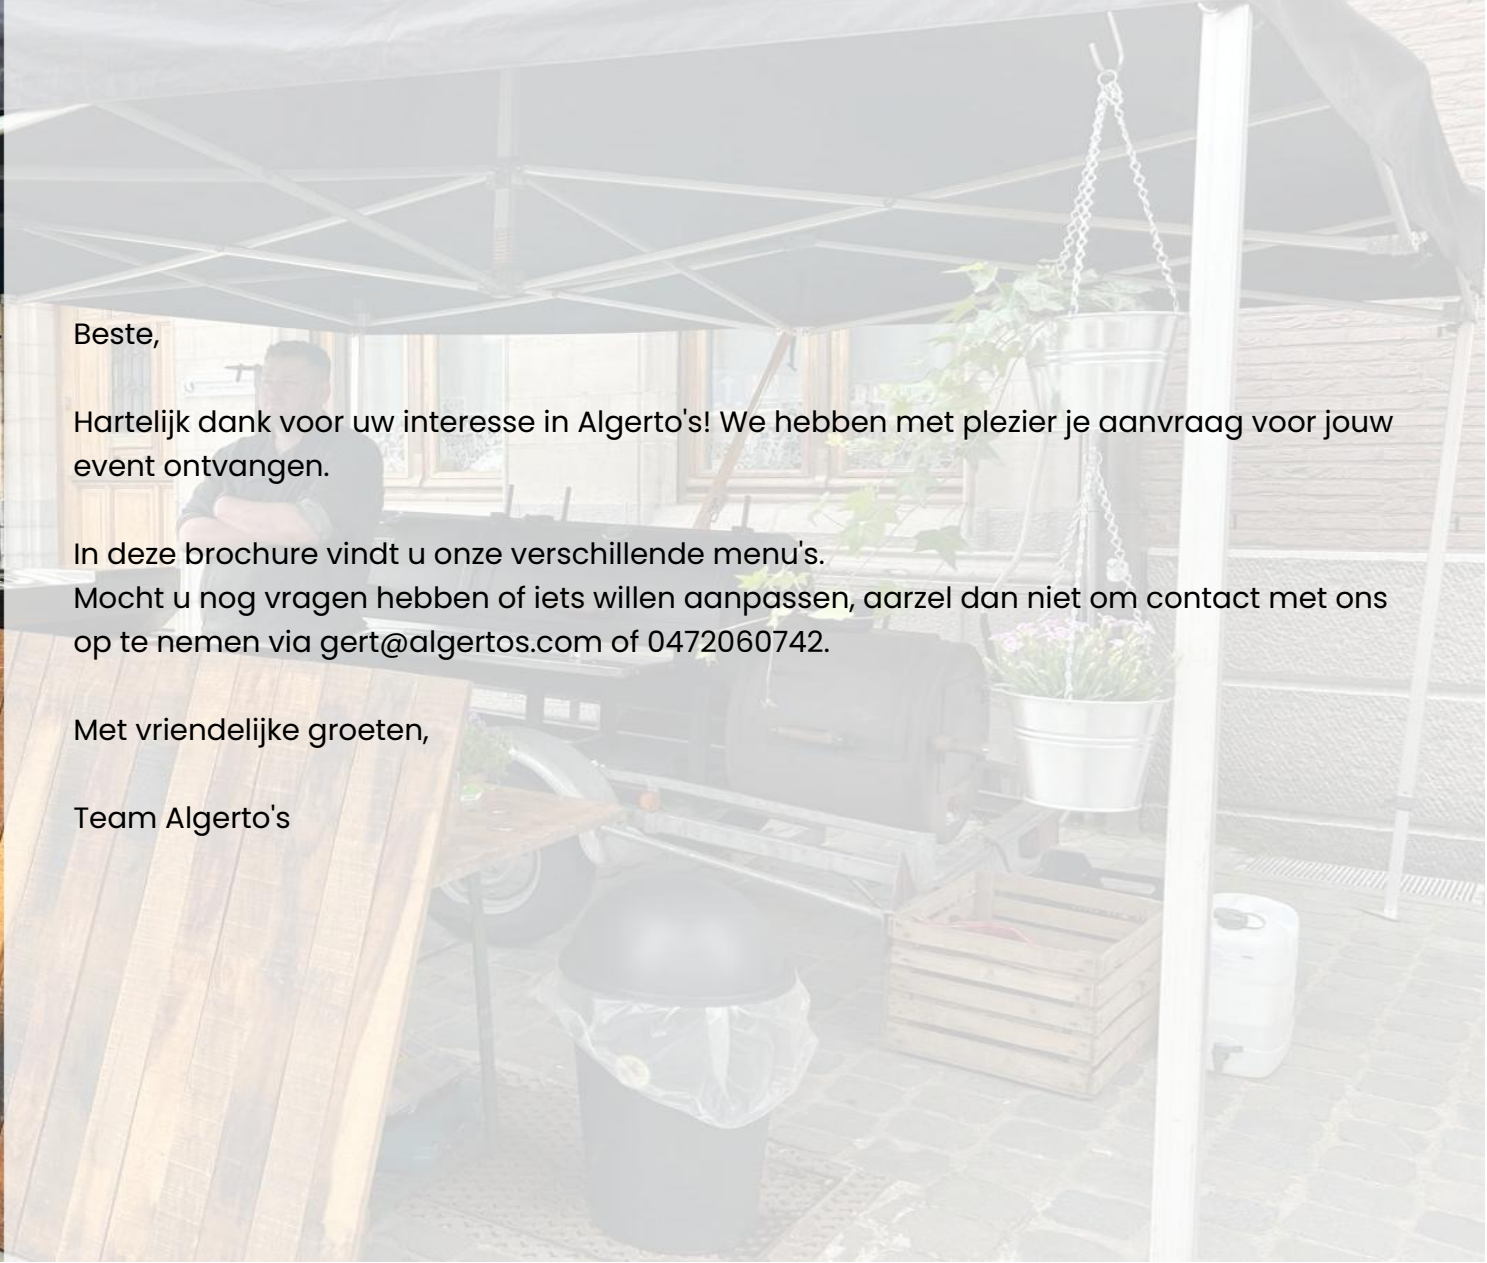 Beste,
Hartelijk dank voor uw interesse in Algerto's! We hebben met plezier je aanvraag voor jouw
event ontvangen.
In deze brochure vindt u onze verschillende menu's.
Mocht u nog vragen hebben of iets willen aanpassen, aarzel dan niet om contact met ons
op te nemen via gert@algertos.com of 0472060742.
Met vriendelijke groeten,
Team Algerto's